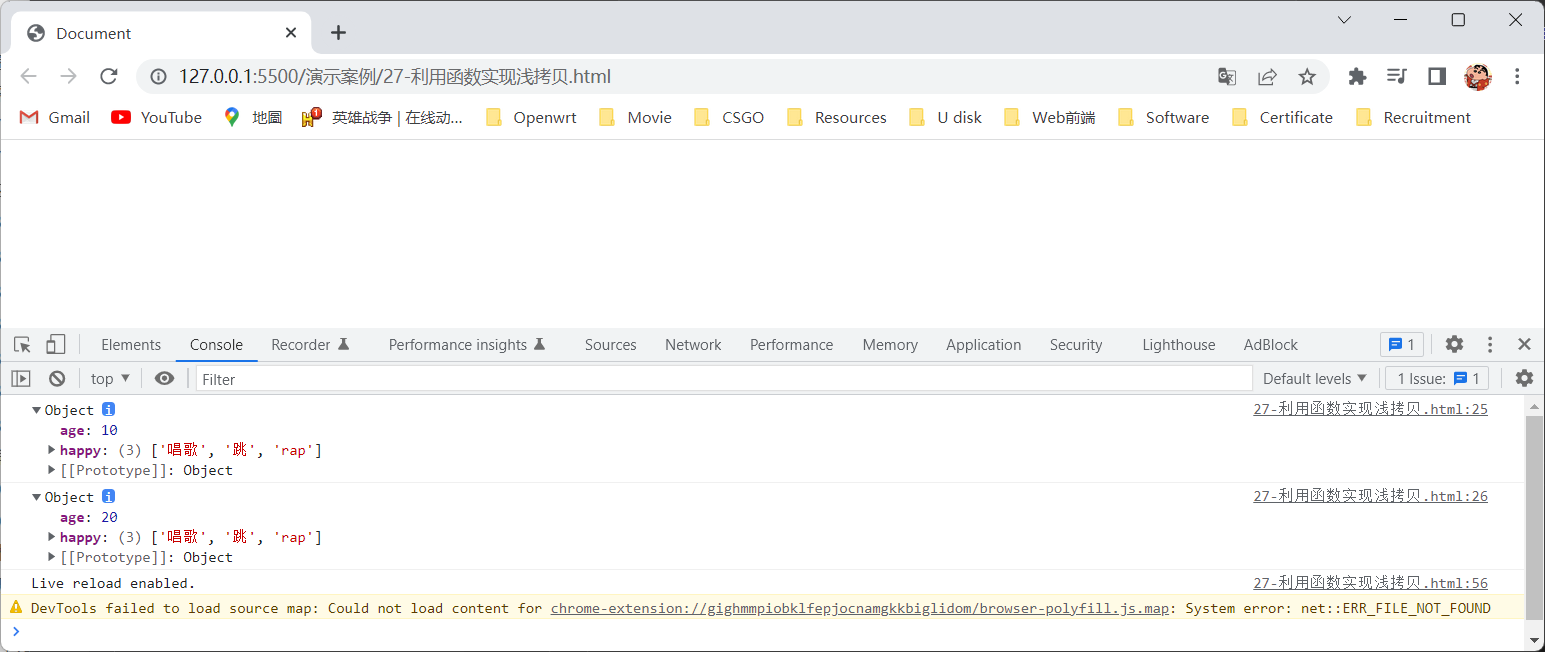 Document
127.0.0.1:5500/演示案例/27-利用函数实现浅拷贝.html
Gmail YouTube 地圖 英雄战争 | 在线动... Openwrt Movie CSGO Resources U disk Web前端 Software Certificate Recruitment
Elements Console Recorder Performance insights Sources Network Performance Memory Application Security Lighthouse AdBlock 1
top Filter Default levels 1 Issue: 1
Object 27-利用函数实现浅拷贝.html:25
age: 10
happy: (3) ['唱歌', '跳', 'rap']
[[Prototype]]: Object
Object 27-利用函数实现浅拷贝.html:26
age: 20
happy: (3) ['唱歌', '跳', 'rap']
[[Prototype]]: Object
Live reload enabled. 27-利用函数实现浅拷贝.html:56
DevTools failed to load source map: Could not load content for chrome-extension://gighmmpiobklfepjocnamgkkbiglidom/browser-polyfill.js.map: System error: net::ERR_FILE_NOT_FOUND